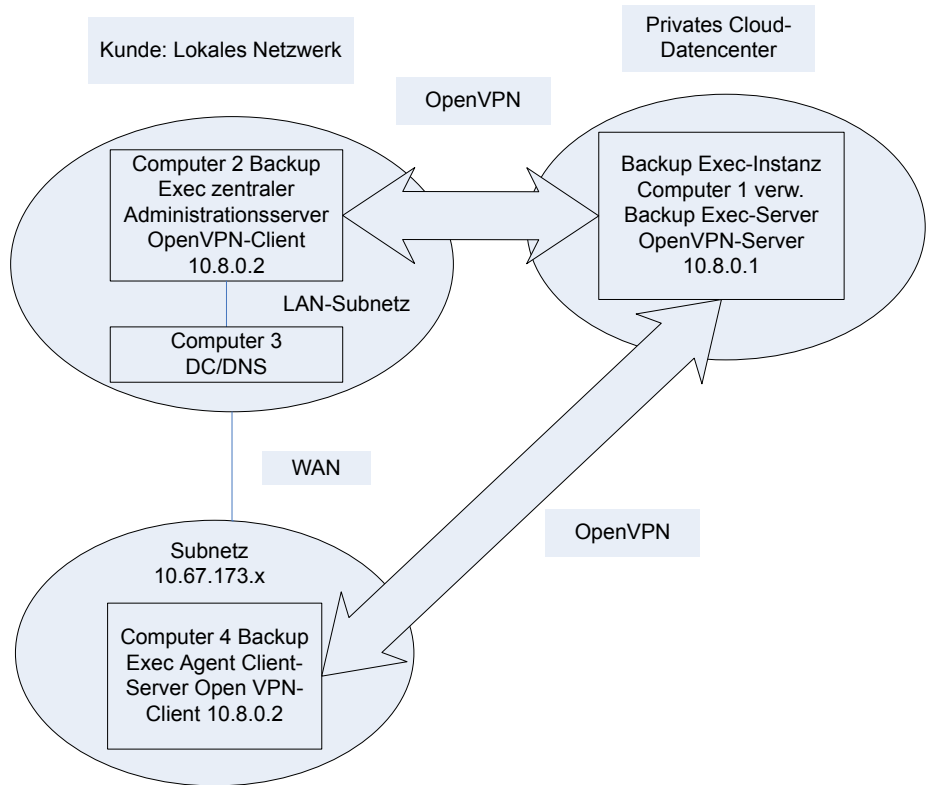 Kunde: Lokales Netzwerk
Privates Cloud-
Datencenter
OpenVPN
Computer 2 Backup
Exec zentraler
Administrationsserver
OpenVPN-Client
10.8.0.2
Backup Exec-Instanz
Computer 1 verw.
Backup Exec-Server
OpenVPN-Server
10.8.0.1
LAN-Subnetz
Computer 3
DC/DNS
WAN
OpenVPN
Subnetz
10.67.173.x
Computer 4 Backup
Exec Agent Client-
Server Open VPN-
Client 10.8.0.2